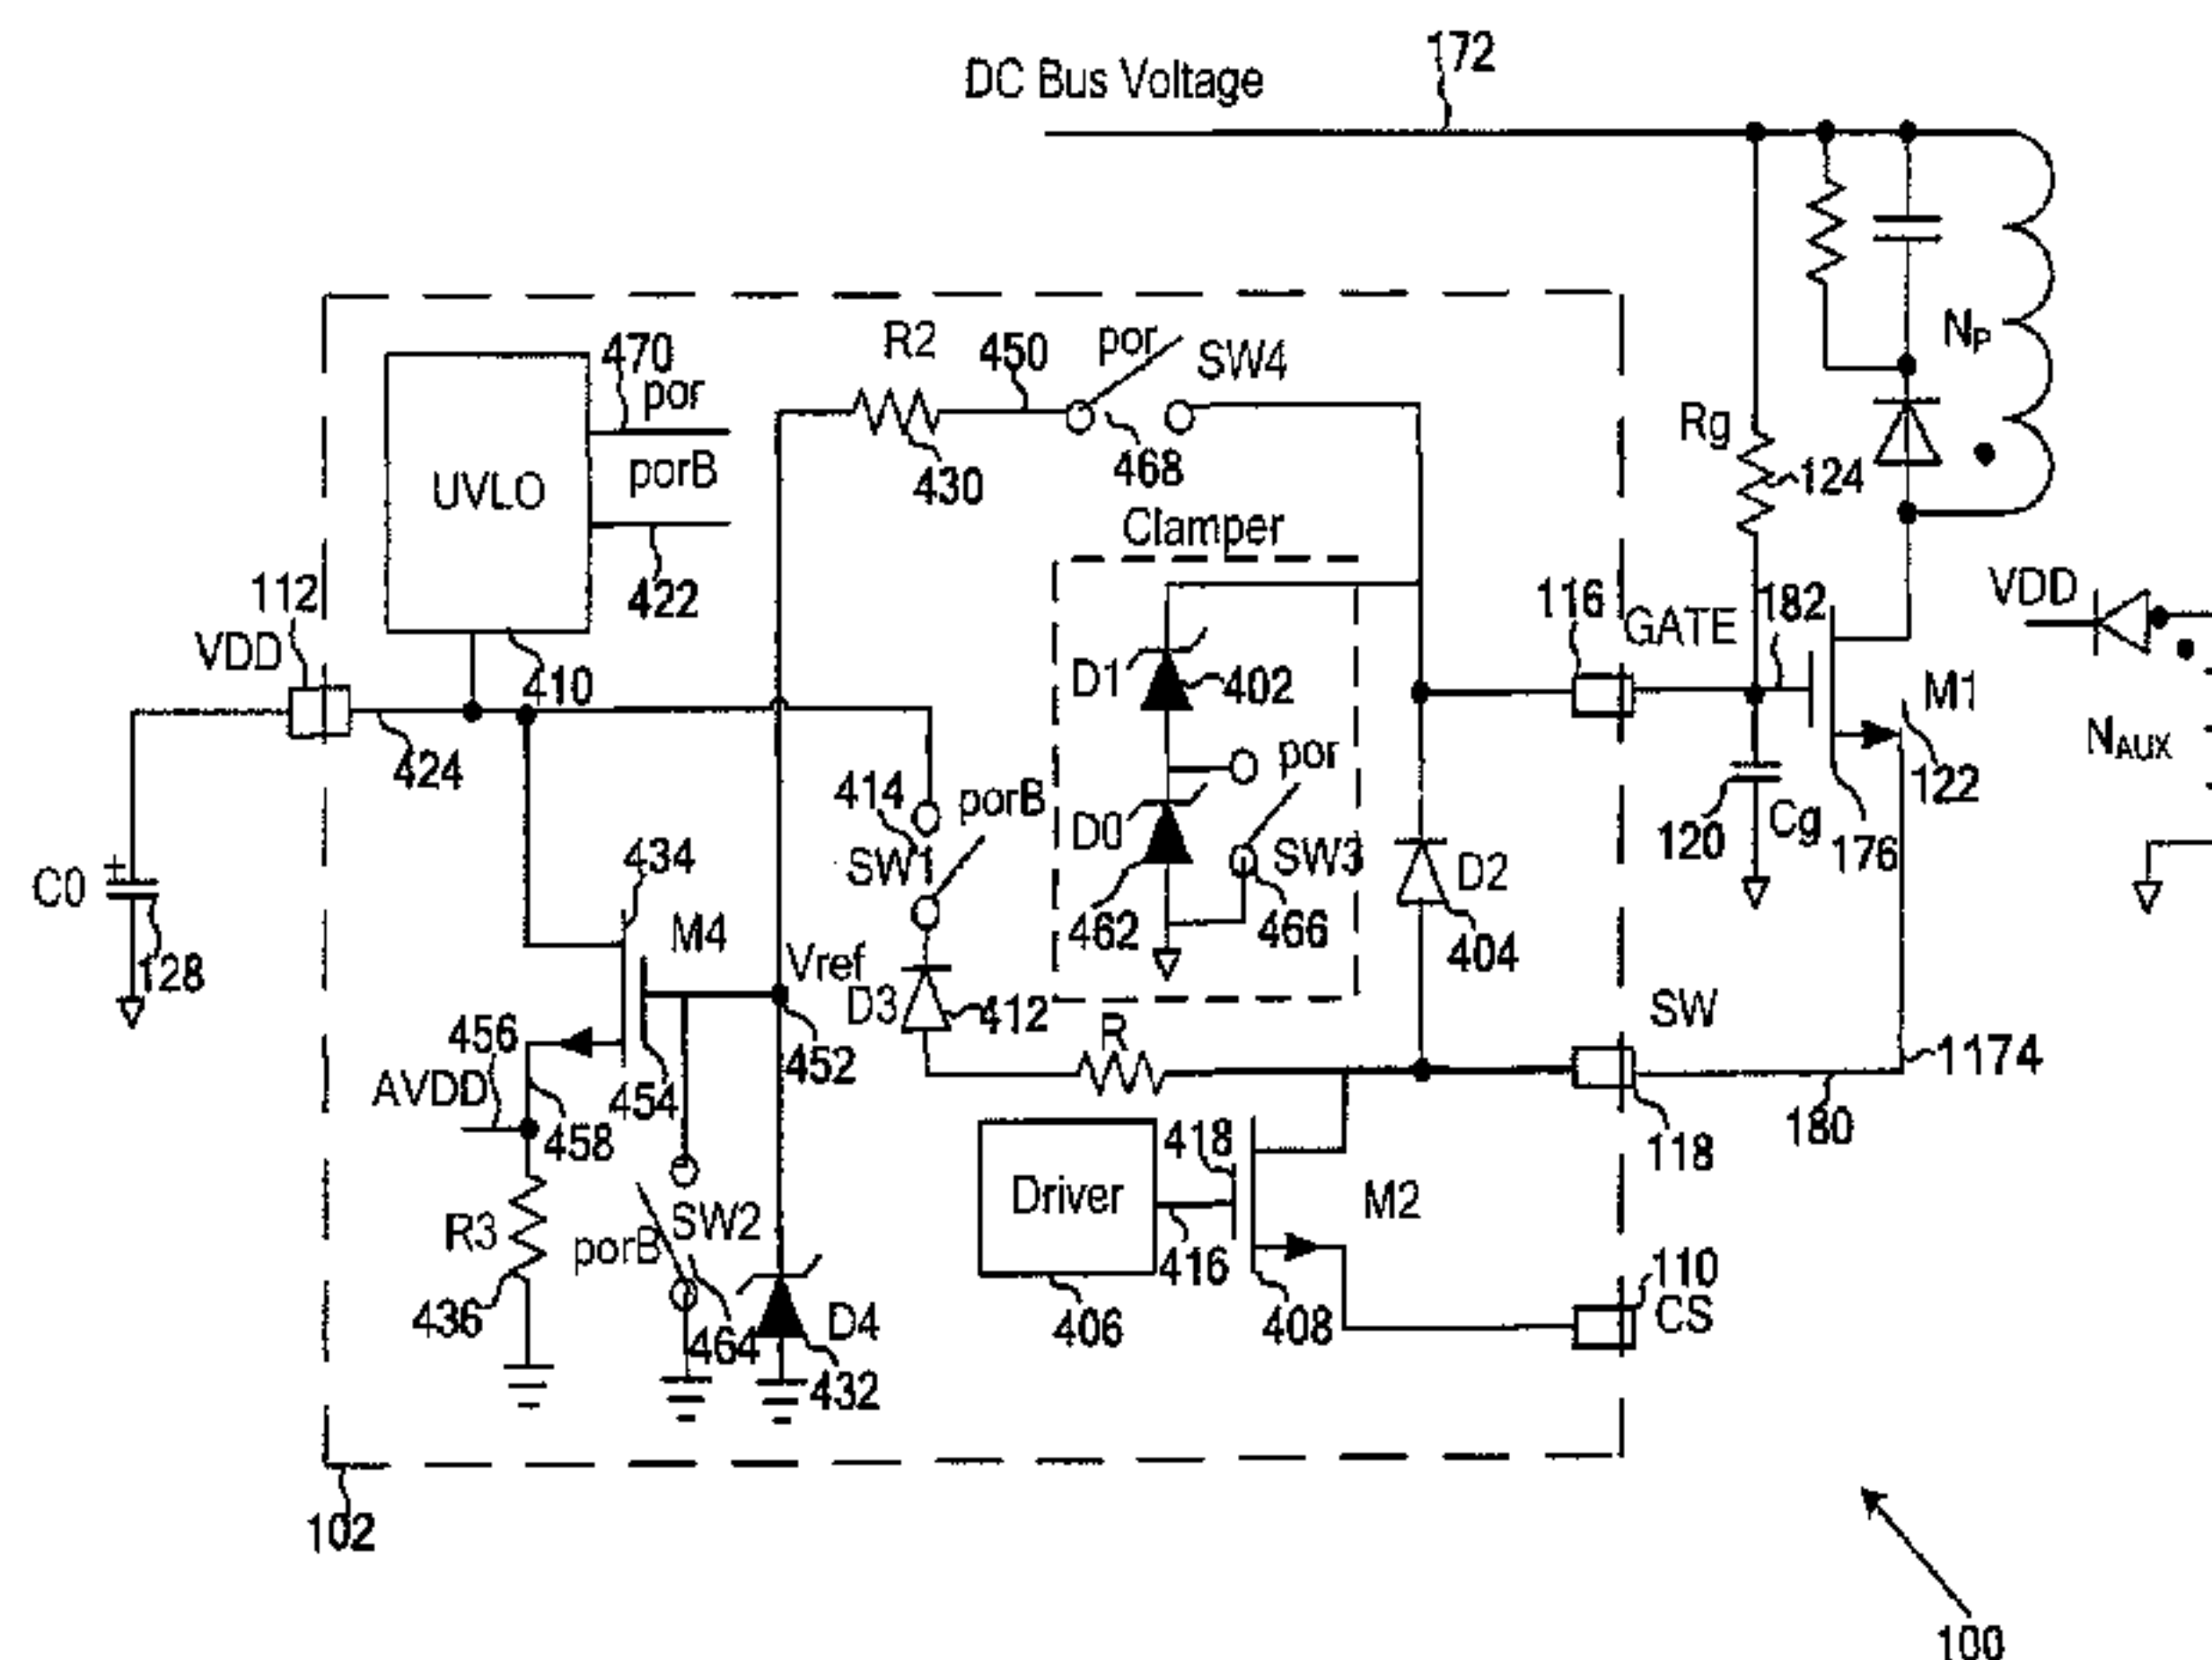 172
DC Bus Voltage
R2
450
por
SW4
470
por
porB
UVLO
430
468
Rg
124
NP
Clamper
422
112
VDD
410
D1
402
116
GATE
182
VDD
M1
NAUX
424
414
porB
por
SW1
D0
SW3
462
466
D2
404
120
Cg
176
122
C0
128
434
M4
Vref
D3
412
452
R
SW
1174
456
AVDD
458
454
118
180
R3
436
porB
SW2
464
D4
432
Driver
418
416
406
408
M2
110
CS
102
100